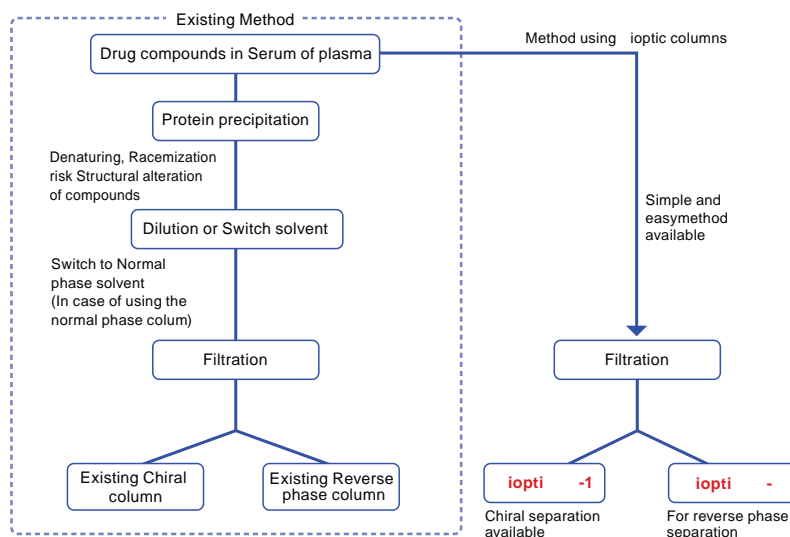 Existing Method
Drug compounds in Serum of plasma
Method using ioptic columns
Protein precipitation
Denaturing, Racemization
risk Structural alteration
of compounds
Simple and
easymethod
available
Dilution or Switch solvent
Switch to Normal
phase solvent
(In case of using the
normal phase colum)
Filtration
Filtration
Existing Chiral
column
Existing Reverse
phase column
iopti -1
iopti -
Chiral separation
available
For reverse phase
separation